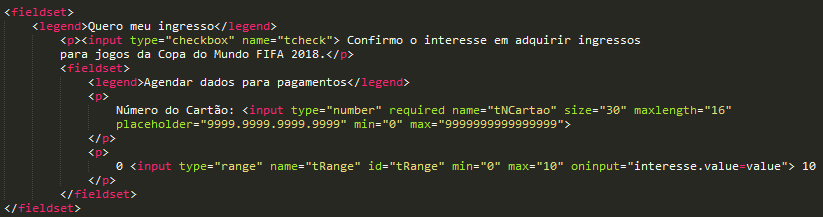 <fieldset>
<legend>Quero meu ingresso</legend>
<p><input type="checkbox" name="tcheck"> Confirmo o interesse em adquirir ingressos
para jogos da Copa do Mundo FIFA 2018.</p>
<fieldset>
<legend>Agendar dados para pagamentos</legend>
<p>
Número do Cartão: <input type="number" required name="tNCartao" size="30" maxlength="16"
placeholder="9999.9999.9999.9999" min="0" max="9999999999999999">
</p>
<p>
0 <input type="range" name="tRange" id="tRange" min="0" max="10" oninput="interesse.value=value"> 10
</p>
</fieldset>
</fieldset>